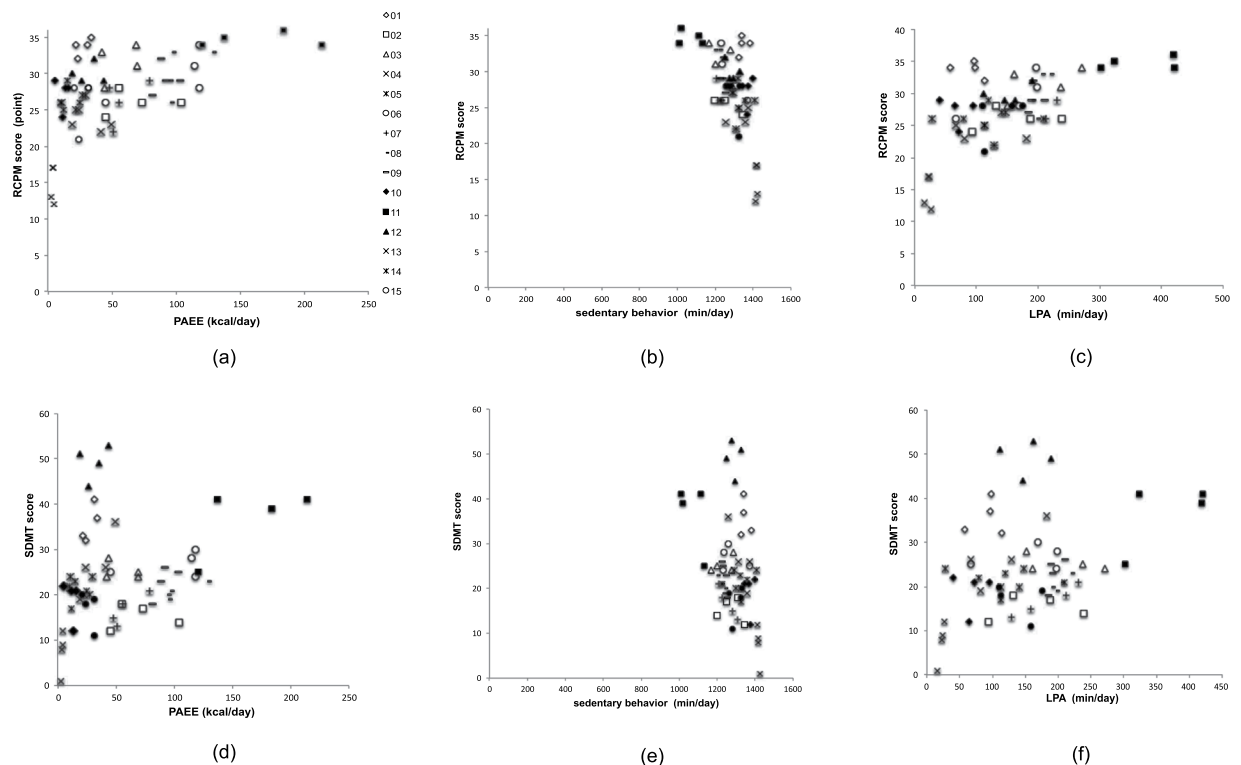 35
30
25
20
15
10
5
0
RCPM score (point)
0 50 100 150 200 250
PAEE (kcal/day)
(a)
01
02
03
04
05
06
07
08
09
10
11
12
13
14
15
35
30
25
20
15
10
5
0
RCPM score
0 200 400 600 800 1000 1200 1400 1600
sedentary behavior (min/day)
(b)
40
35
30
25
20
15
10
5
0
RCPM score
0 100 200 300 400 500
LPA (min/day)
(c)
60
50
40
30
20
10
0
SDMT score
0 50 100 150 200 250
PAEE (kcal/day)
(d)
60
50
40
30
20
10
0
SDMT score
0 200 400 600 800 1000 1200 1400 1600
sedentary behavior (min/day)
(e)
60
50
40
30
20
10
0
SDMT score
0 50 100 150 200 250 300 350 400 450
LPA (min/day)
(f)